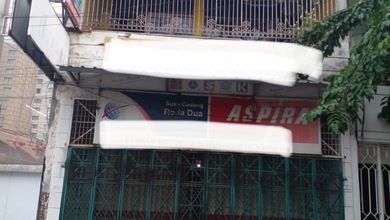 S K
Suku Cadang
Roda Dua
ASPIRA